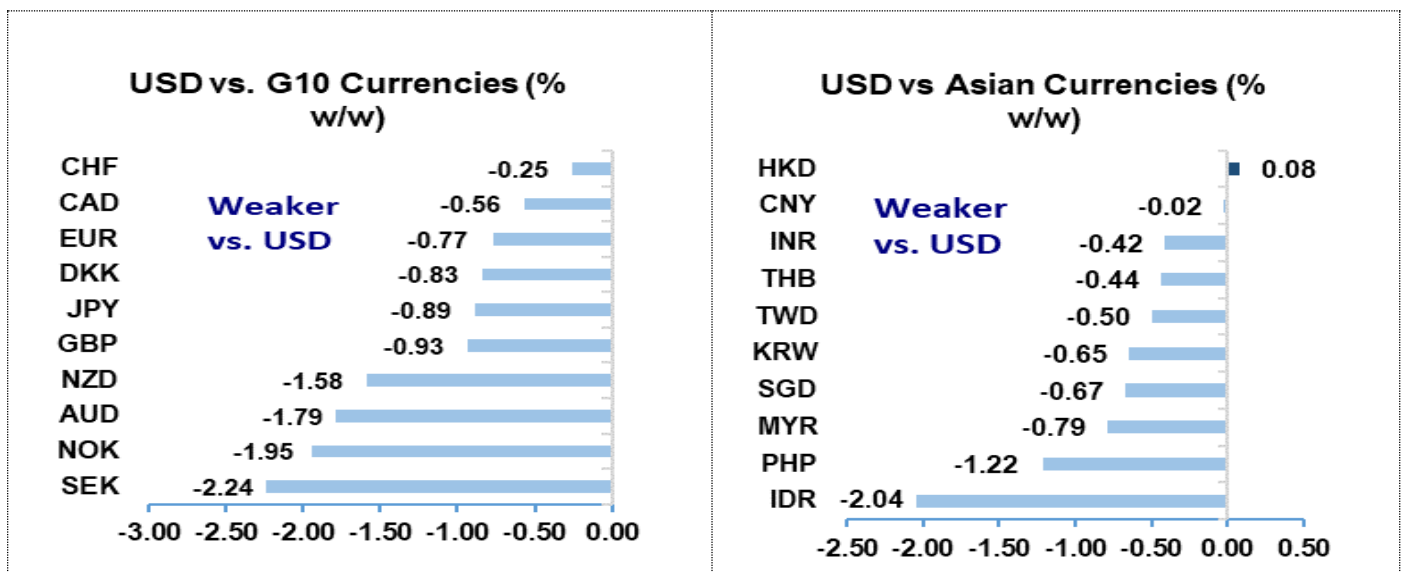 USD vs. G10 Currencies (%
w/w)
CHF -0.25
CAD -0.56
EUR -0.77
DKK -0.83
JPY -0.89
GBP -0.93
NZD -1.58
AUD -1.79
NOK -1.95
SEK -2.24
Weaker
vs. USD
-3.00 -2.50 -2.00 -1.50 -1.00 -0.50 0.00
USD vs Asian Currencies (%
w/w)
HKD 0.08
CNY -0.02
INR -0.42
THB -0.44
TWD -0.50
KRW -0.65
SGD -0.67
MYR -0.79
PHP -1.22
IDR -2.04
Weaker
vs. USD
-2.50 -2.00 -1.50 -1.00 -0.50 0.00 0.50